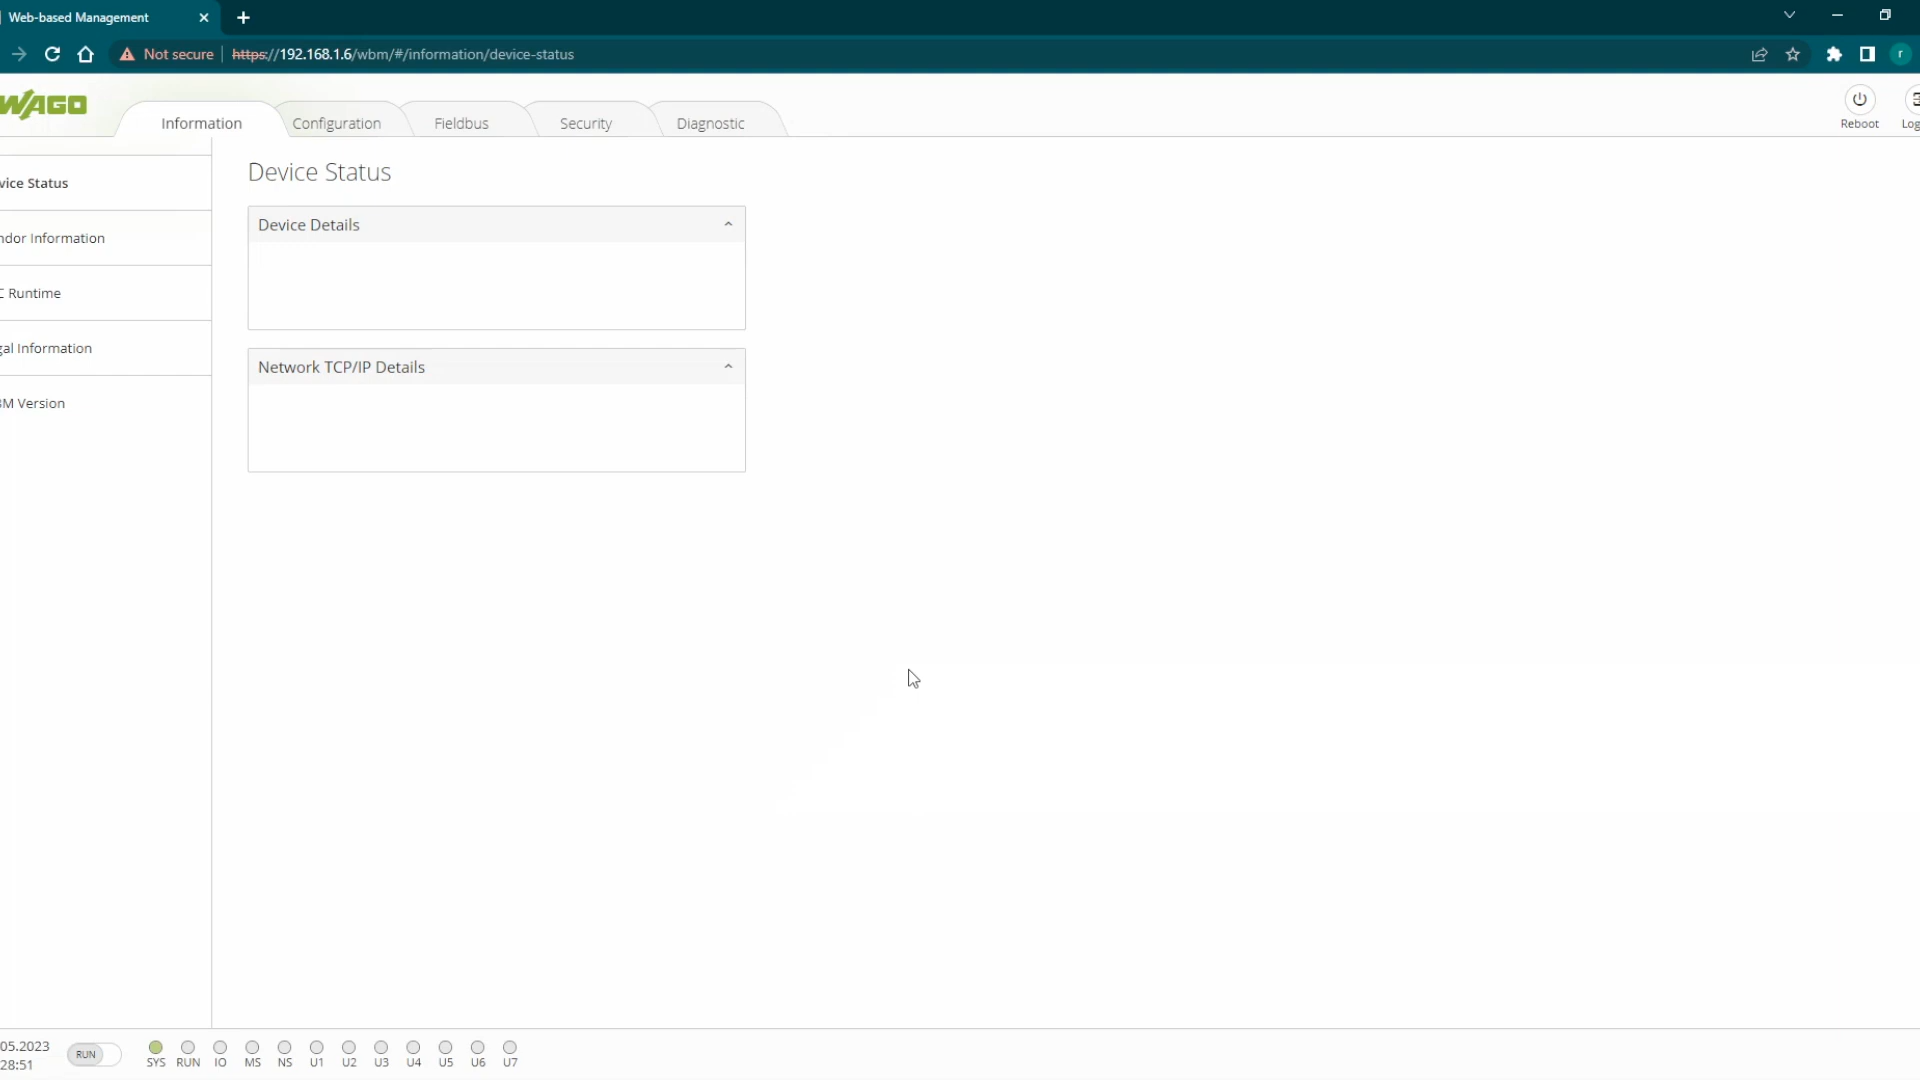 Web-based Management
Not secure https://192.168.1.6/wbm/#/information/device-status
WAGO
Information Configuration Fieldbus Security Diagnostic
Reboot Log
vice Status
ndor Information
C Runtime
gal Information
BM Version
Device Status
Device Details
Network TCP/IP Details
05.2023
28:51
RUN
SYS RUN IO MS NS U1 U2 U3 U4 U5 U6 U7
r